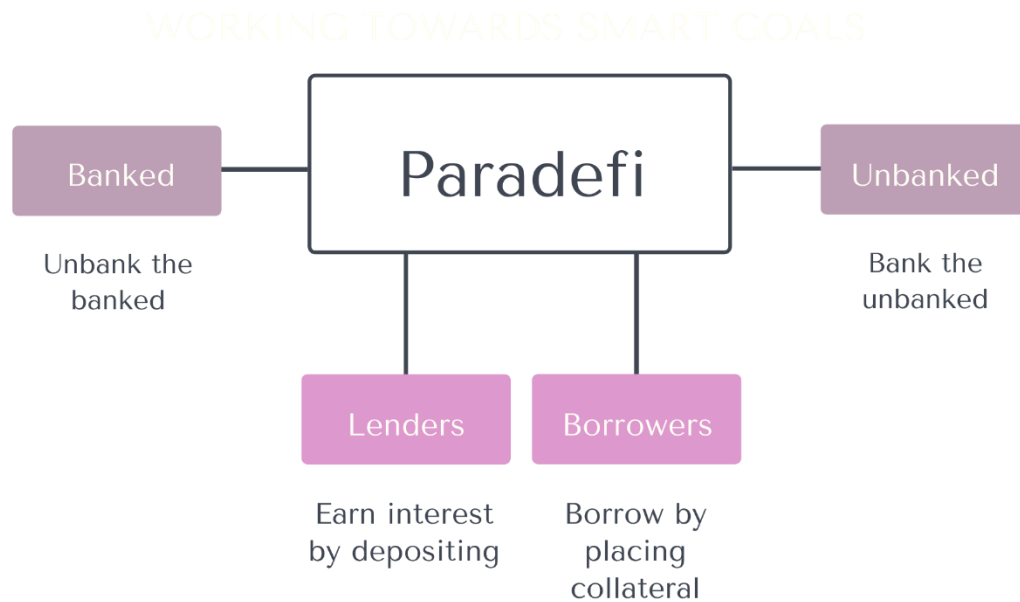 WORKING TOWARDS SMART GOALS
Paradefi
Banked
Unbanked
Unbank the
banked
Bank the
unbanked
Lenders
Borrowers
Earn interest
by depositing
Borrow by
placing
collateral